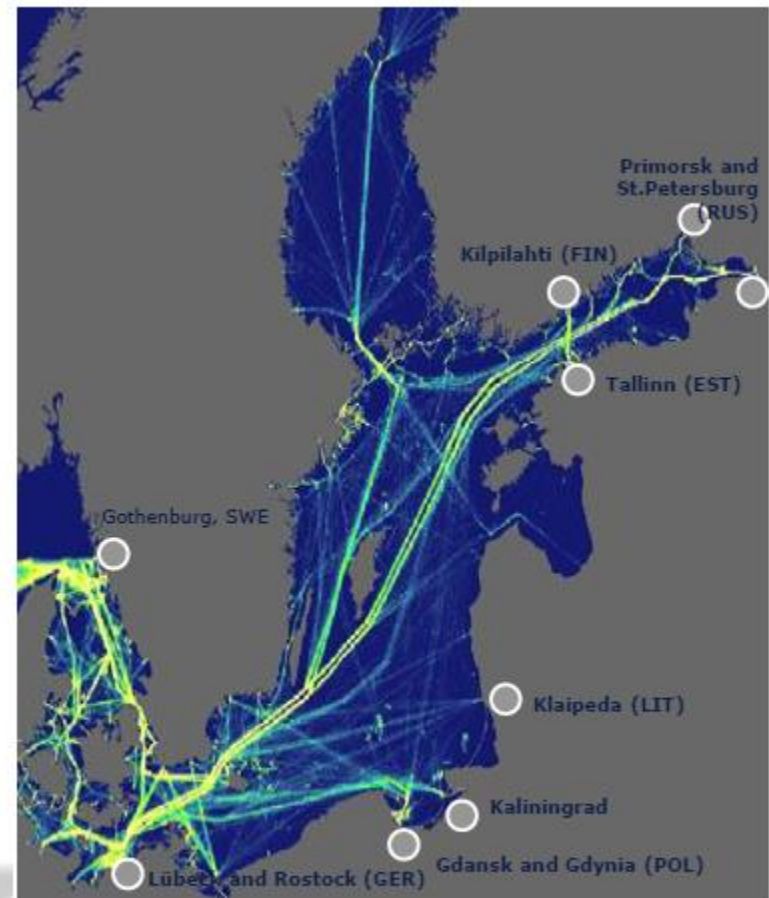 Primorsk and
St.Petersburg
(RUS)
Kilpilahti (FIN)
Tallinn (EST)
Gothenburg, SWE
Klaipeda (LIT)
Kaliningrad
Gdansk and Gdynia (POL)
Lübeck and Rostock (GER)